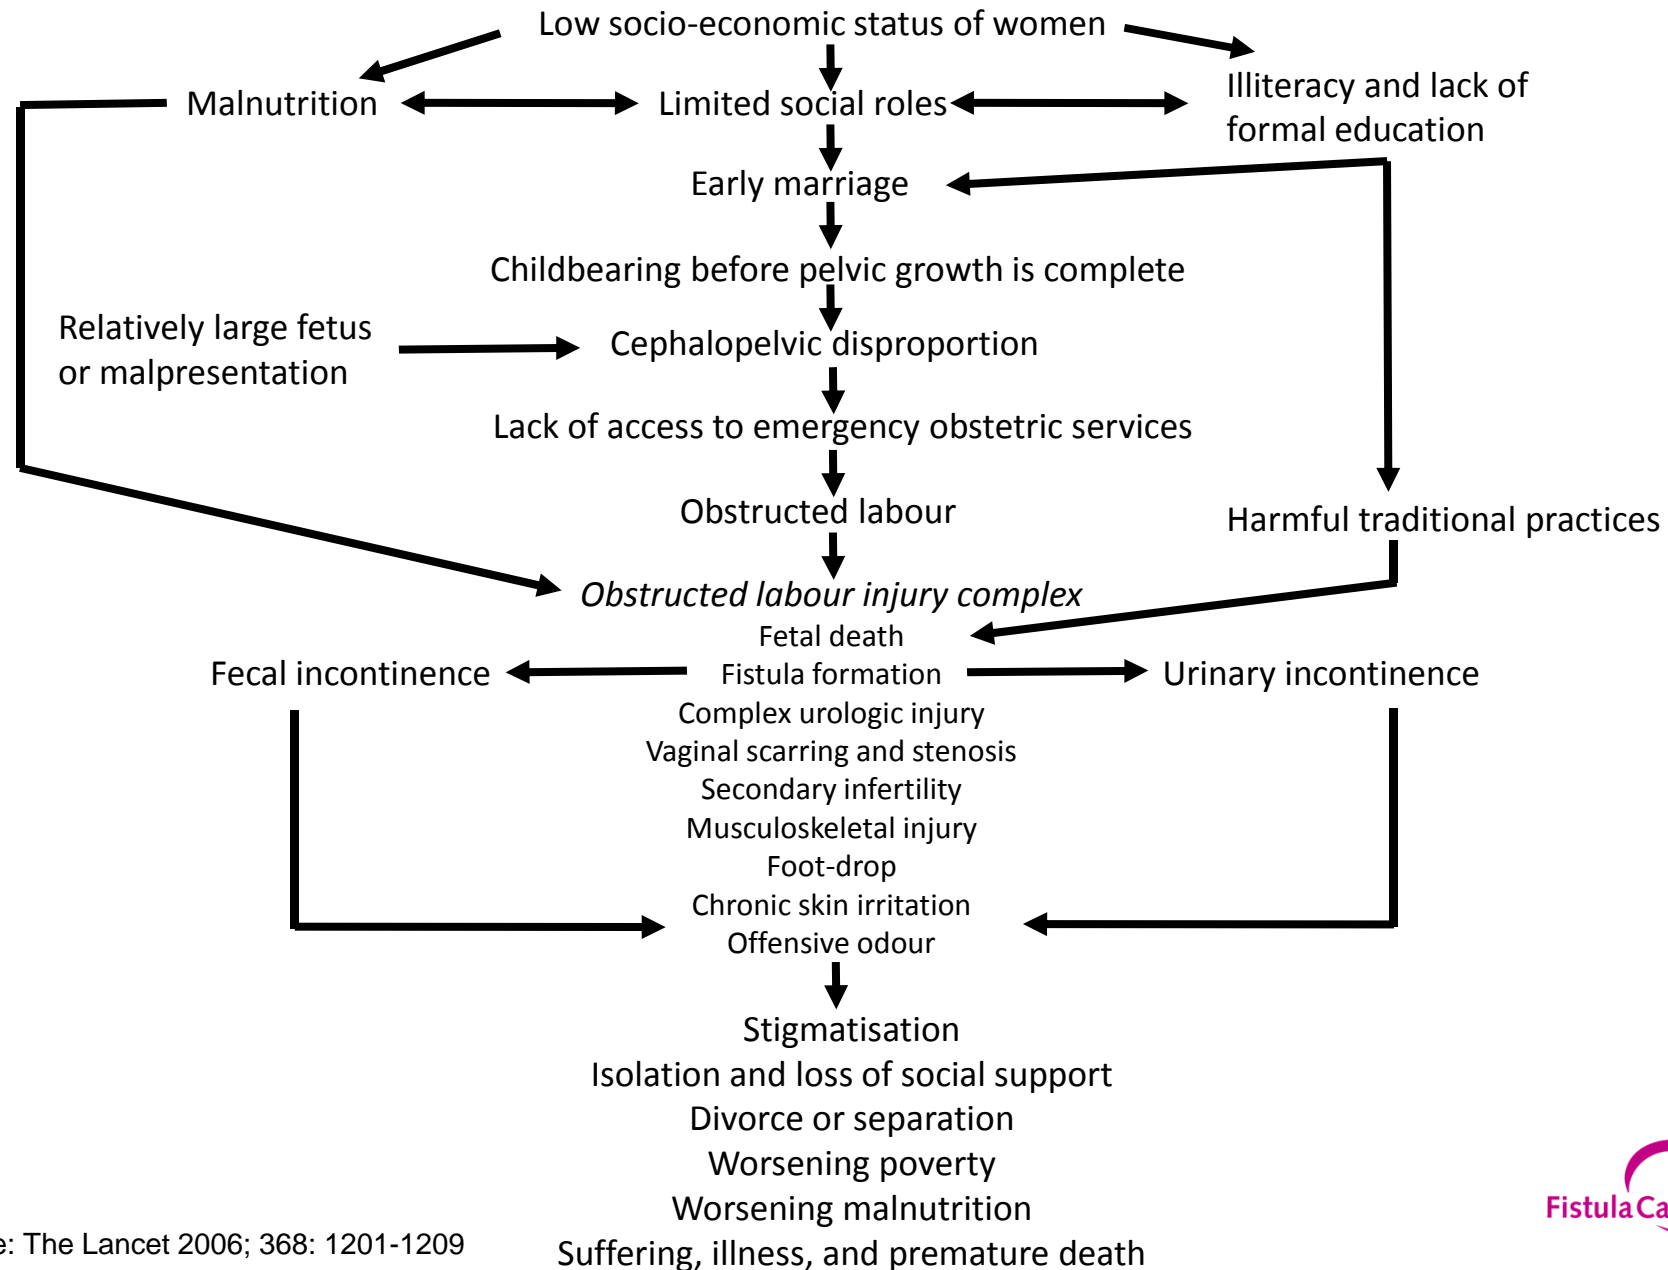 Low socio-economic status of women
Malnutrition
Limited social roles
Illiteracy and lack of
formal education
Early marriage
Childbearing before pelvic growth is complete
Relatively large fetus
or malpresentation
Cephalopelvic disproportion
Lack of access to emergency obstetric services
Obstructed labour
Harmful traditional practices
Obstructed labour injury complex
Fetal death
Fecal incontinence
Fistula formation
Urinary incontinence
Complex urologic injury
Vaginal scarring and stenosis
Secondary infertility
Musculoskeletal injury
Foot-drop
Chronic skin irritation
Offensive odour
Stigmatisation
Isolation and loss of social support
Divorce or separation
Worsening poverty
Worsening malnutrition
Suffering, illness, and premature death
: The Lancet 2006; 368: 1201-1209
Fistula